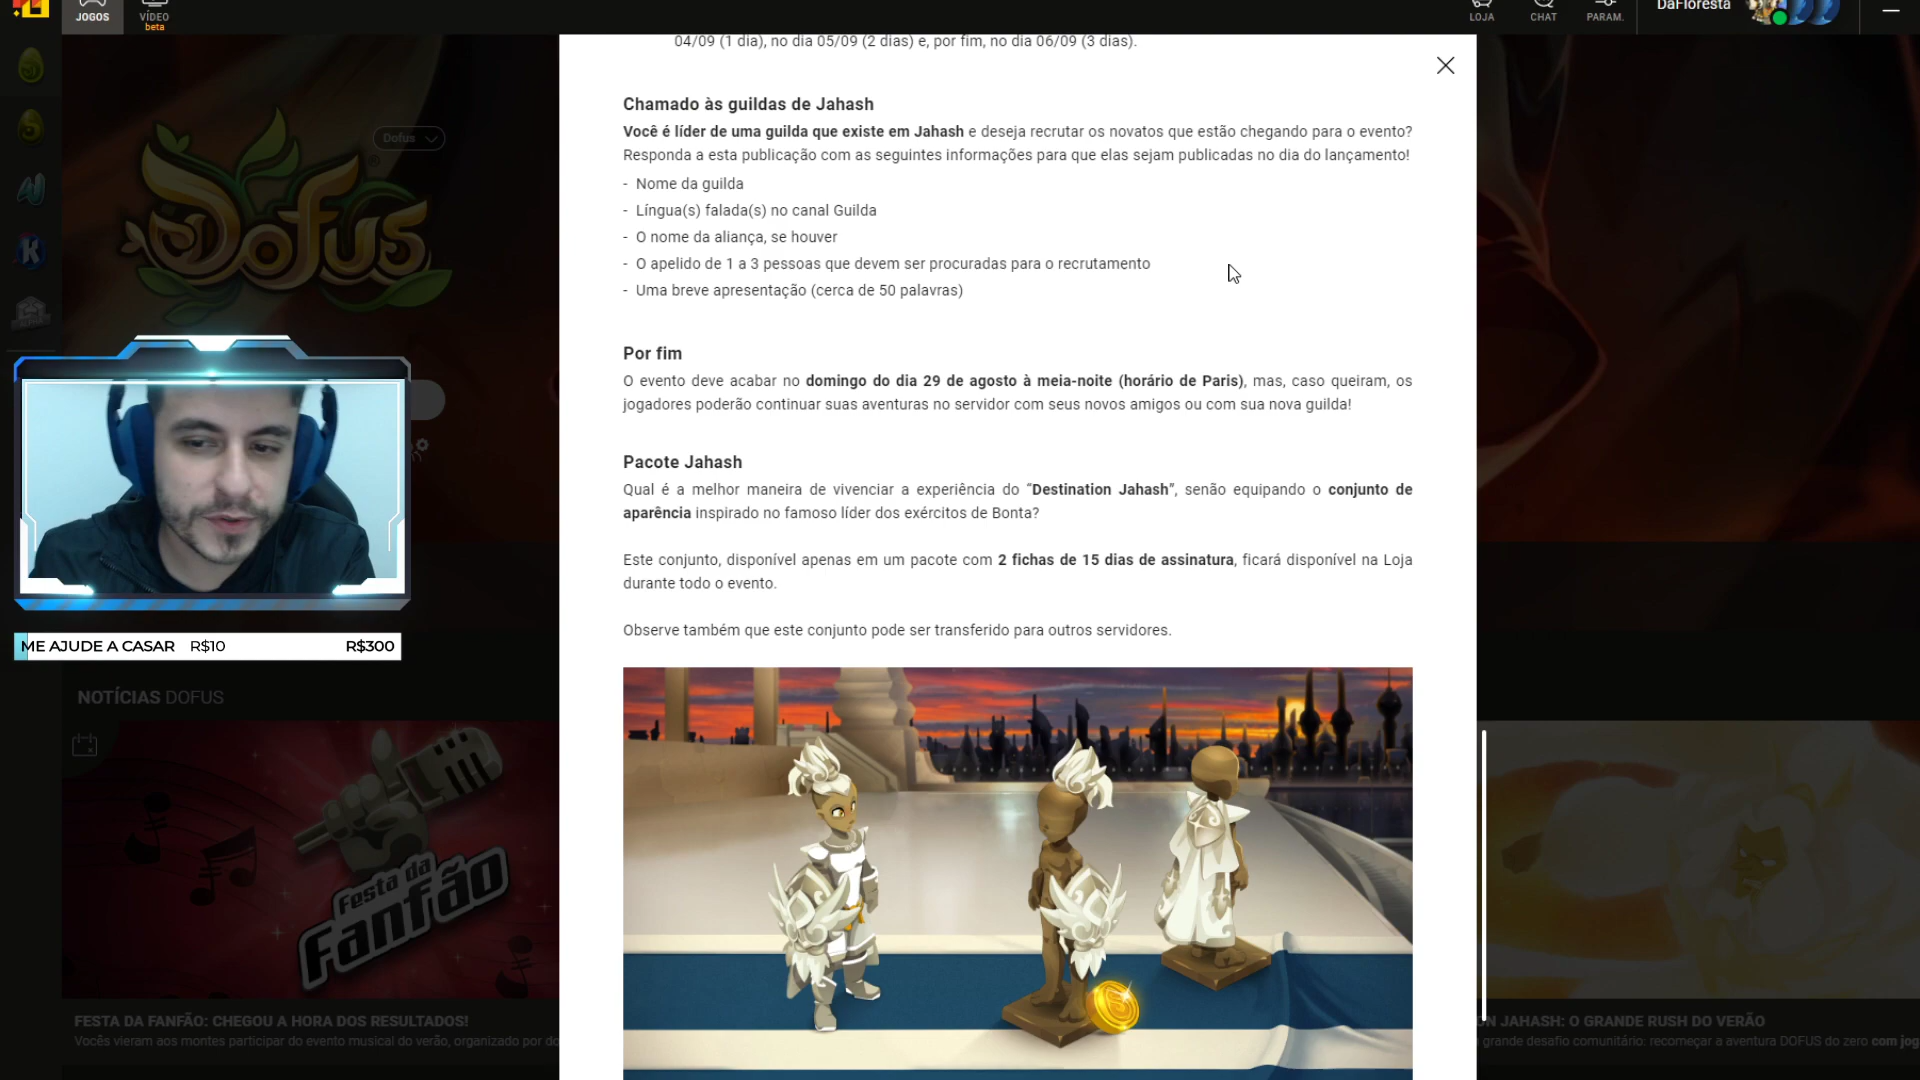 JOGOS
VÍDEO
beta
LOJA
CHAT
PARAM.
DaFloresta
04/09 (1 dia), no dia 05/09 (2 dias) e, por fim, no dia 06/09 (3 dias).
Dofus
Dofus
Chamado às guildas de Jahash
Você é líder de uma guilda que existe em Jahash e deseja recrutar os novatos que estão chegando para o evento?
Responda a esta publicação com as seguintes informações para que elas sejam publicadas no dia do lançamento!
- Nome da guilda
- Língua(s) falada(s) no canal Guilda
- O nome da aliança, se houver
- O apelido de 1 a 3 pessoas que devem ser procuradas para o recrutamento
- Uma breve apresentação (cerca de 50 palavras)
Por fim
O evento deve acabar no domingo do dia 29 de agosto à meia-noite (horário de Paris), mas, caso queiram, os
jogadores poderão continuar suas aventuras no servidor com seus novos amigos ou com sua nova guilda!
Pacote Jahash
Qual é a melhor maneira de vivenciar a experiência do “Destination Jahash”, senão equipando o conjunto de
aparência inspirado no famoso líder dos exércitos de Bonta?
Este conjunto, disponível apenas em um pacote com 2 fichas de 15 dias de assinatura, ficará disponível na Loja
durante todo o evento.
Observe também que este conjunto pode ser transferido para outros servidores.
ME AJUDE A CASAR R$10 R$300
NOTÍCIAS DOFUS
Festa da
Fanfão
FESTA DA FANFÃO: CHEGOU A HORA DOS RESULTADOS!
Vocês vieram aos montes participar do evento musical do verão, organizado por do
ON JAHASH: O GRANDE RUSH DO VERÃO
grande desafio comunitário: recomeçar a aventura DOFUS do zero com jog